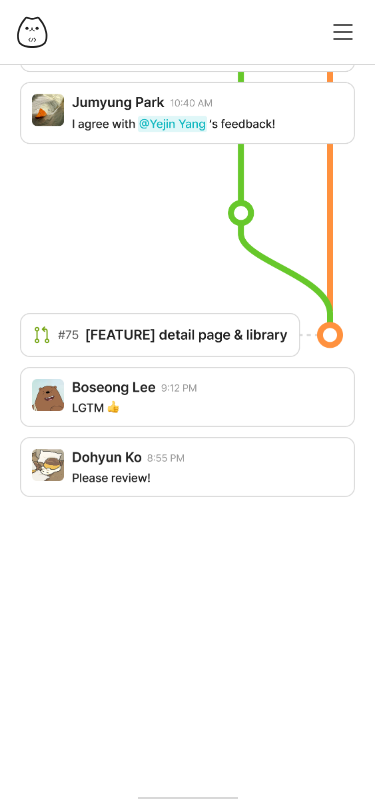 Jumyung Park 10:40 AM
I agree with @Yejin Yang 's feedback!
#75 [FEATURE] detail page & library
Boseong Lee 9:12 PM
LGTM 👍
Dohyun Ko 8:55 PM
Please review!